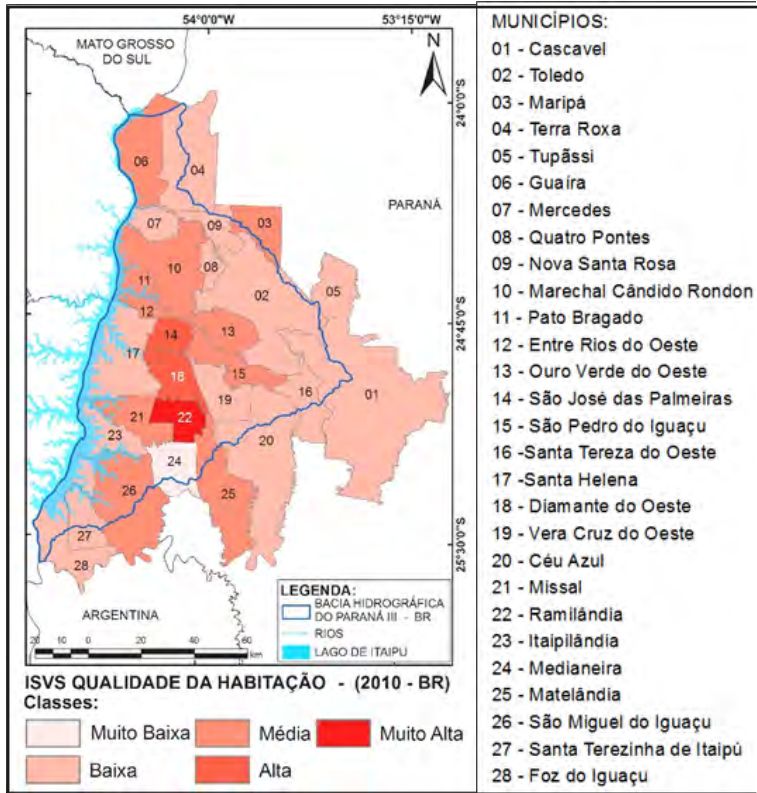 54°0'0"W
53°15'0"W
MATO GROSSO
DO SUL
N
24°0'0"S
PARANÁ
24°45'0"S
25°30'0"S
06
04
07
09
03
08
10
11
02
05
12
14
13
17
15
18
16
01
19
21
22
20
23
24
26
25
27
28
ARGENTINA
LEGENDA:
BACIA HIDROGRÁFICA
DO PARANÁ III - BR
RIOS
LAGO DE ITAIPU
20 10 0 20 40 60
km
ISVS QUALIDADE DA HABITAÇÃO - (2010 - BR)
Classes:
Muito Baixa
Média
Muito Alta
Baixa
Alta
MUNICÍPIOS:
01 - Cascavel
02 - Toledo
03 - Maripá
04 - Terra Roxa
05 - Tupãssi
06 - Guaíra
07 - Mercedes
08 - Quatro Pontes
09 - Nova Santa Rosa
10 - Marechal Cândido Rondon
11 - Pato Bragado
12 - Entre Rios do Oeste
13 - Ouro Verde do Oeste
14 - São José das Palmeiras
15 - São Pedro do Iguaçu
16 -Santa Tereza do Oeste
17 - Santa Helena
18 - Diamante do Oeste
19 - Vera Cruz do Oeste
20 - Céu Azul
21 - Missal
22 - Ramilândia
23 - Itaipilândia
24 - Medianeira
25 - Matelândia
26 - São Miguel do Iguaçu
27 - Santa Terezinha de Itaipú
28 - Foz do Iguaçu